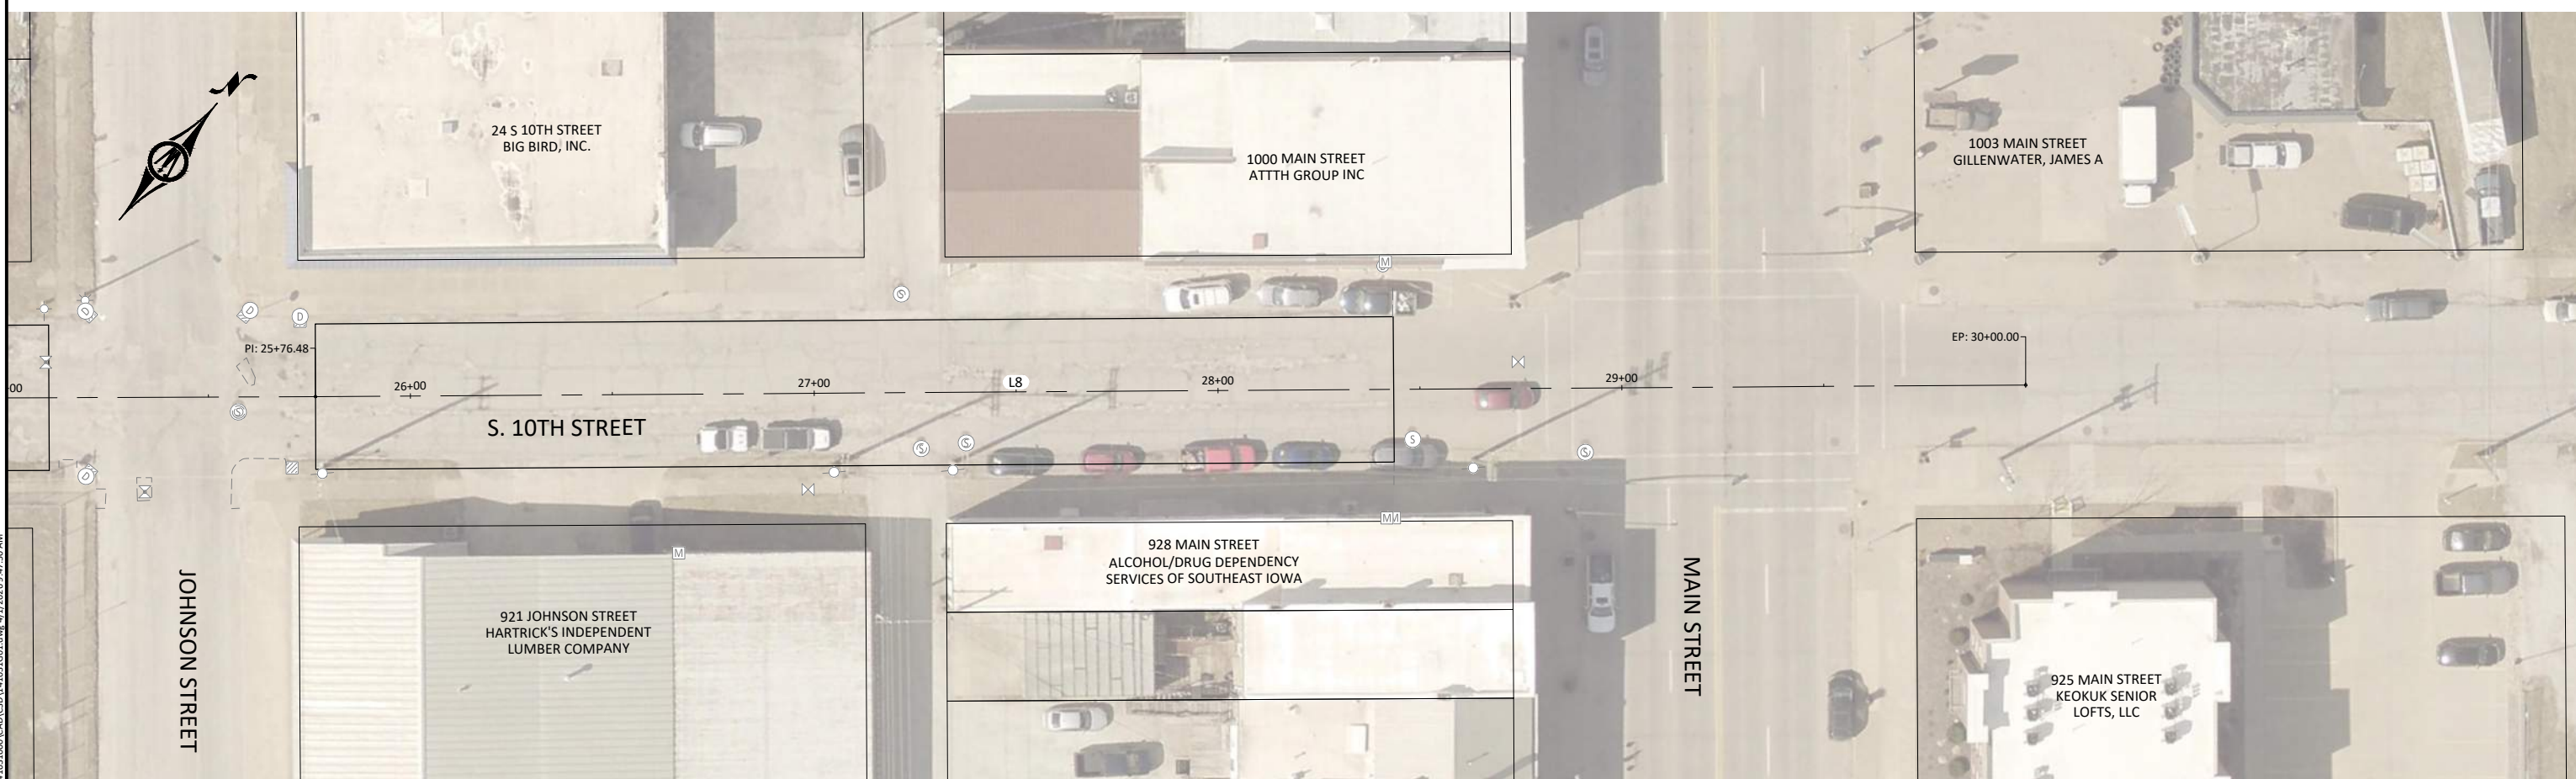 N
24 S 10TH STREET
BIG BIRD, INC.
1000 MAIN STREET
ATTTH GROUP INC
1003 MAIN STREET
GILLENWATER, JAMES A
D
D
D
S
M
PI: 25+76.48
EP: 30+00.00
00
26+00
27+00
L8
28+00
29+00
S
S. 10TH STREET
S
S
S
S
D
MM
M
JOHNSON STREET
921 JOHNSON STREET
HARTRICK'S INDEPENDENT
LUMBER COMPANY
928 MAIN STREET
ALCOHOL/DRUG DEPENDENCY
SERVICES OF SOUTHEAST IOWA
MAIN STREET
925 MAIN STREET
KEOKUK SENIOR
LOFTS, LLC